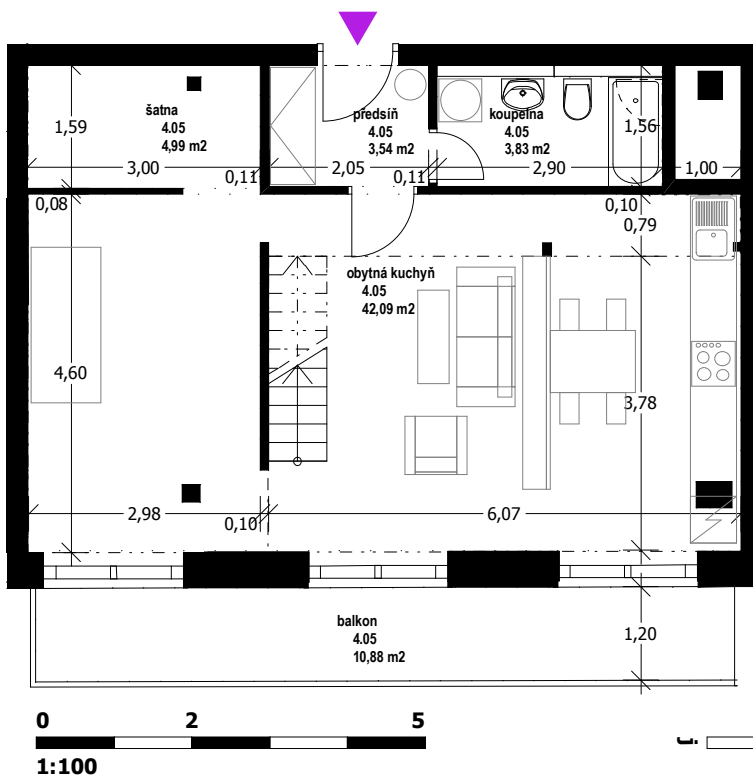 šatna
4.05
4,99 m2
předsíň
4.05
3,54 m2
koupelna
4.05
3,83 m2
1,59
1,56
3,00
0,11
2,05
0,11
2,90
1,00
0,08
0,10
0,79
obytná kuchyň
4.05
42,09 m2
4,60
3,78
2,98
0,10
6,07
balkon
4.05
10,88 m2
1,20
0 2 5
1:100